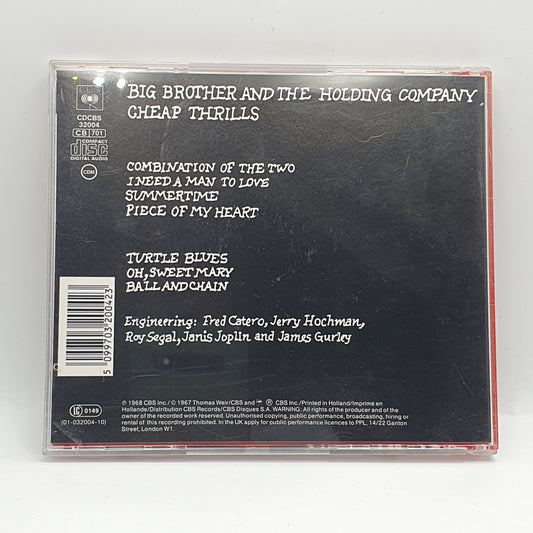 CBS
CDCBS
32004
CB 701
COMPACT
disc
DIGITAL AUDIO
CDM
BIG BROTHER AND THE HOLDING COMPANY
CHEAP THRILLS
COMBINATION OF THE TWO
I NEED A MAN TO LOVE
SUMMERTIME
PIECE OF MY HEART
TURTLE BLUES
OH, SWEET MARY
BALL AND CHAIN
Engineering: Fred Catero, Jerry Hochman,
Roy Segal, Janis Joplin and James Gurley
5 099703 200423
LC 0149
(01-032004-10)
℗ 1968 CBS Inc./ © 1967 Thomas Weir/CBS and ® CBS Inc./Printed in Holland/Imprimé en
Hollande/Distribution CBS Records/CBS Disques S.A. WARNING: All rights of the producer and of the
owner of the recorded work reserved. Unauthorised copying, public performance, broadcasting, hiring or
rental of this recording prohibited. In the UK apply for public performance licences to PPL, 14/22 Ganton
Street, London W1.